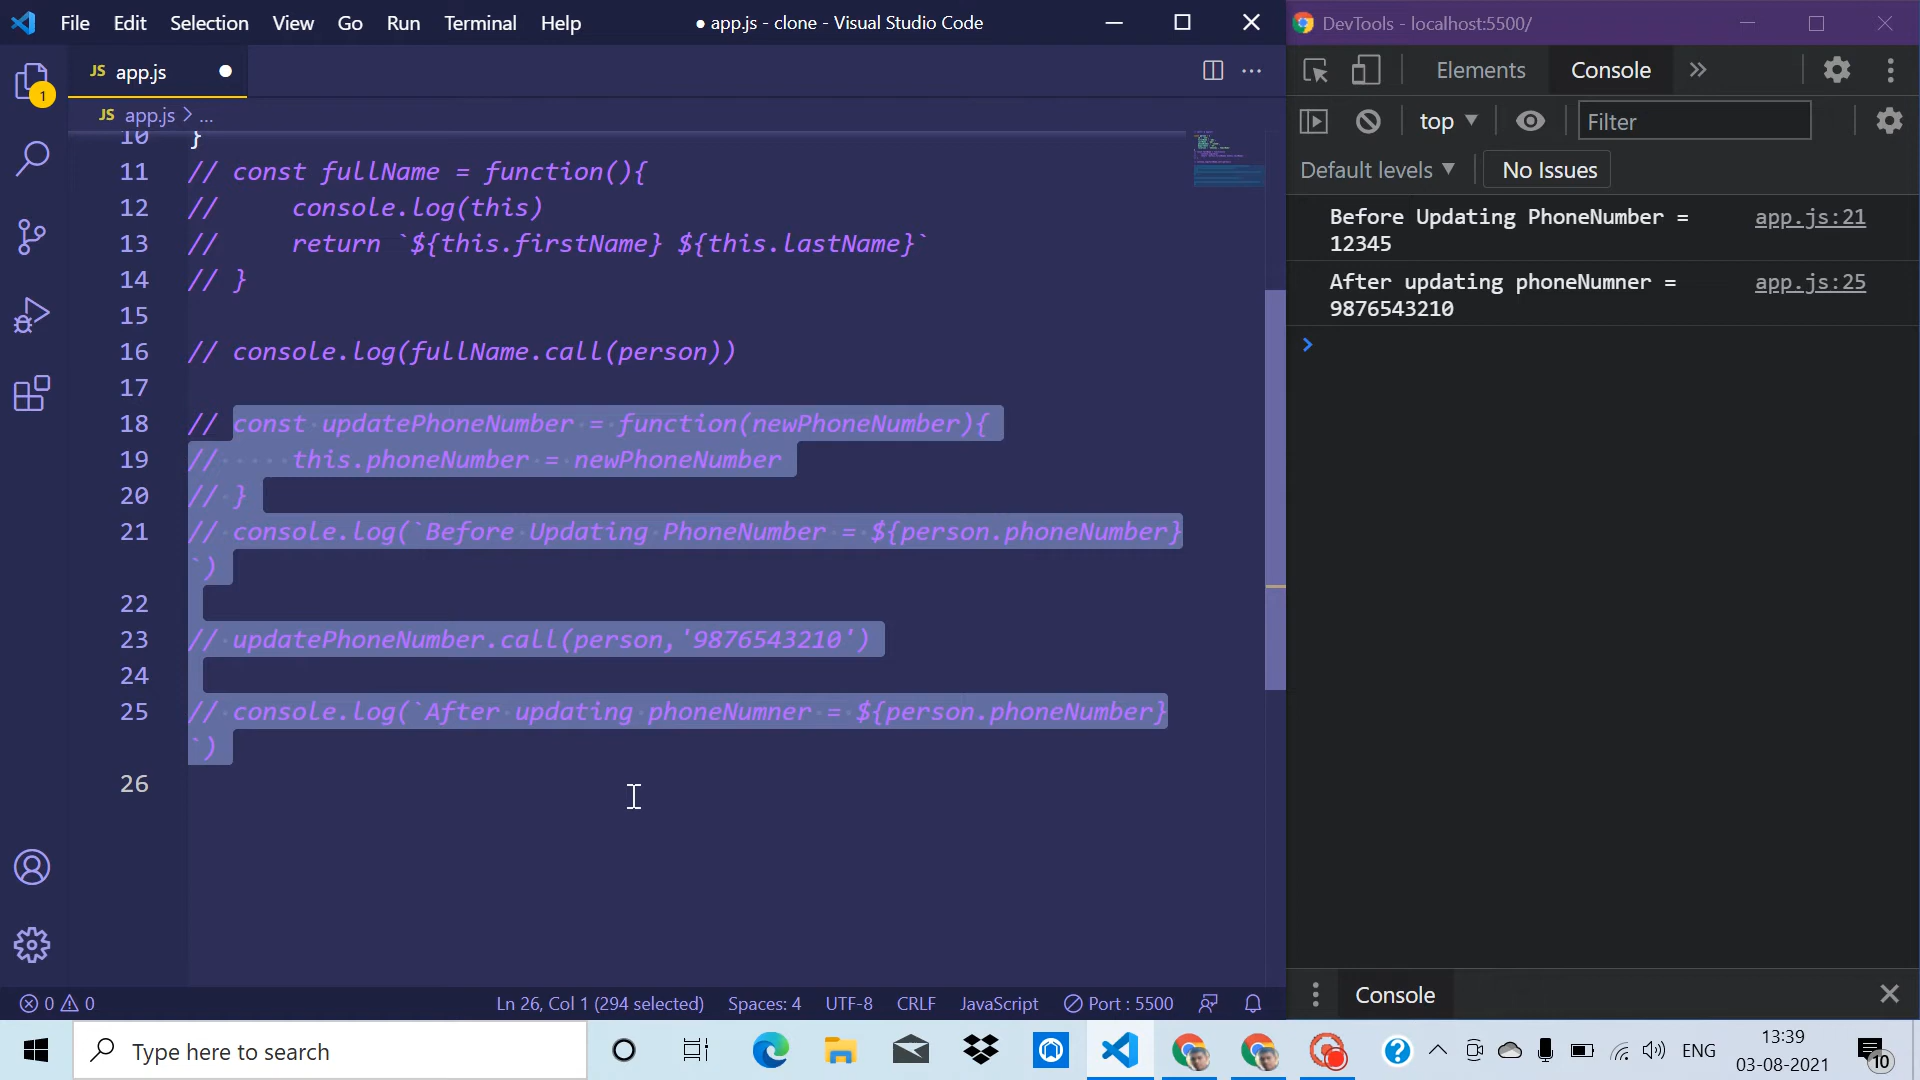 File Edit Selection View Go Run Terminal Help
● app.js - clone - Visual Studio Code
JS app.js
1
JS app.js > ...
10 }
11 // const fullName = function(){
12 //     console.log(this)
13 //     return `${this.firstName} ${this.lastName}`
14 // }
15
16 // console.log(fullName.call(person))
17
18 // const updatePhoneNumber = function(newPhoneNumber){
19 //     this.phoneNumber = newPhoneNumber
20 // }
21 // console.log(`Before Updating PhoneNumber = ${person.phoneNumber}
`)
22
23 // updatePhoneNumber.call(person,'9876543210')
24
25 // console.log(`After updating phoneNumner = ${person.phoneNumber}
`)
26
0 0 Ln 26, Col 1 (294 selected) Spaces: 4 UTF-8 CRLF JavaScript Port : 5500
DevTools - localhost:5500/
Elements Console
top Filter
Default levels No Issues
Before Updating PhoneNumber = app.js:21
12345
After updating phoneNumner = app.js:25
9876543210
Console
Type here to search
ENG
13:39
03-08-2021
10